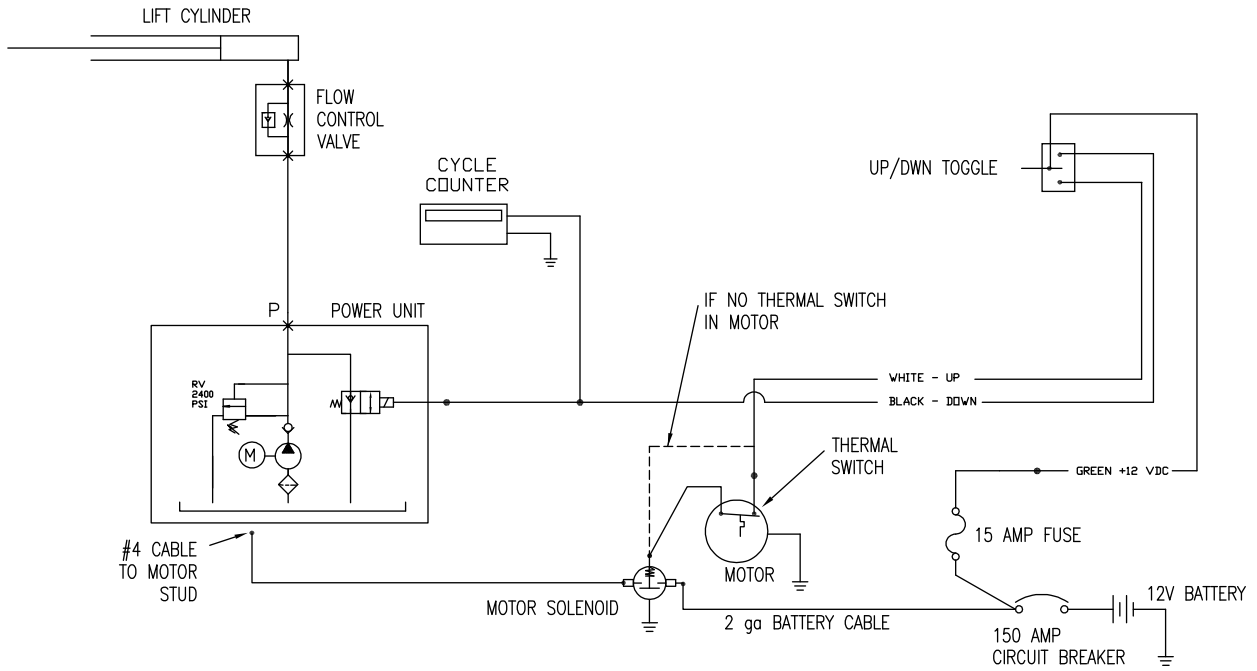 LIFT CYLINDER
FLOW
CONTROL
VALVE
CYCLE
COUNTER
UP/DWN TOGGLE
P
POWER UNIT
IF NO THERMAL SWITCH
IN MOTOR
RV
2400
PSI
WHITE - UP
BLACK - DOWN
M
THERMAL
SWITCH
GREEN +12 VDC
15 AMP FUSE
#4 CABLE
TO MOTOR
STUD
MOTOR
MOTOR SOLENOID
2 ga BATTERY CABLE
12V BATTERY
150 AMP
CIRCUIT BREAKER